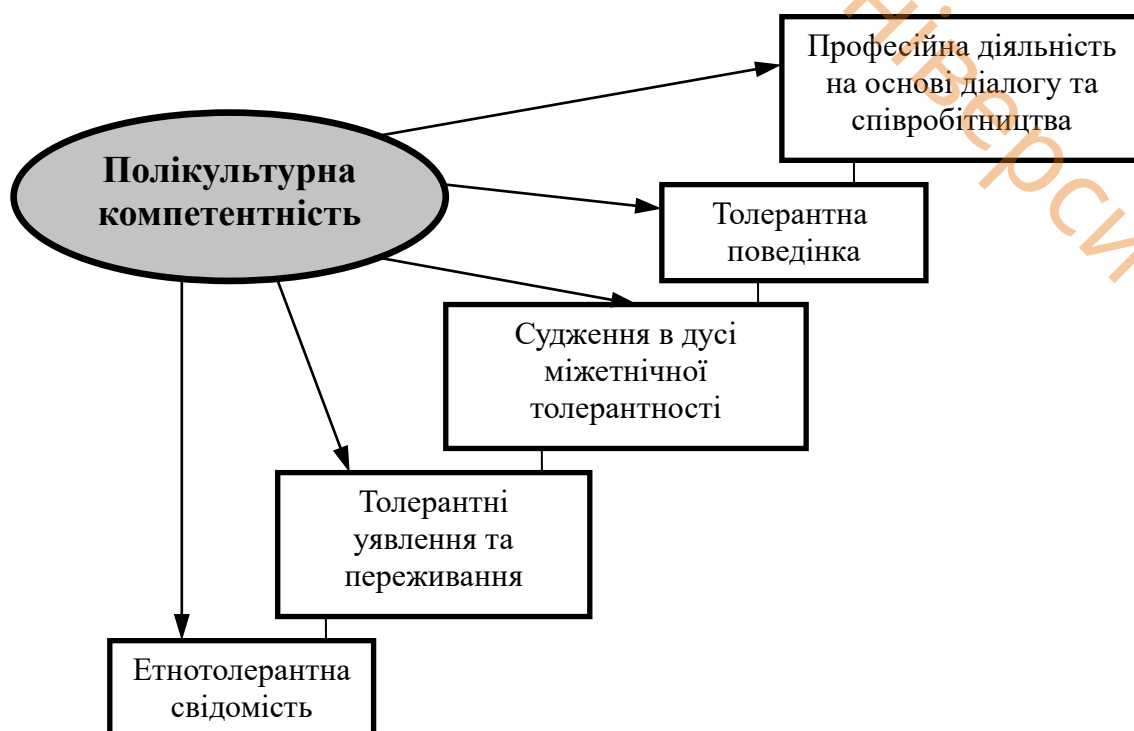 Професійна діяльність
на основі діалогу та
співробітництва
Полікультурна
компетентність
Толерантна
поведінка
Судження в дусі
міжетнічної
толерантності
Толерантні
уявлення та
переживання
Етнотолерантна
свідомість